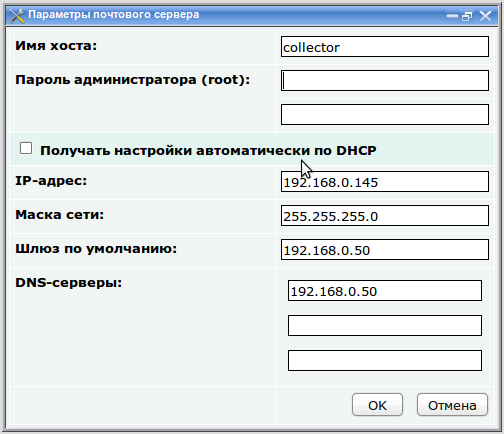 Параметры почтового сервера
Имя хоста: collector
Пароль администратора (root):
Получать настройки автоматически по DHCP
IP-адрес: 192.168.0.145
Маска сети: 255.255.255.0
Шлюз по умолчанию: 192.168.0.50
DNS-серверы: 192.168.0.50
OK Отмена